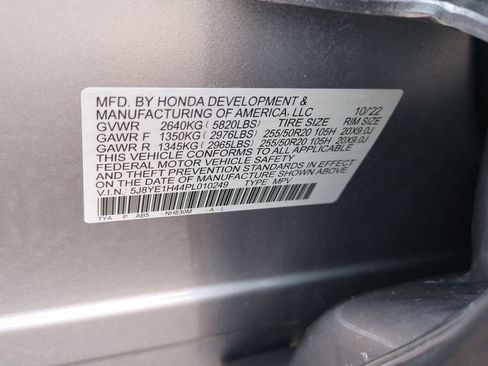 MFD. BY HONDA DEVELOPMENT &
MANUFACTURING OF AMERICA, LLC 10/22
GVWR 2640KG ( 5820LBS) TIRE SIZE RIM SIZE
GAWR F 1350KG ( 2976LBS) 255/50R20 105H 20X9.0J
GAWR R 1345KG ( 2965LBS) 255/50R20 105H 20X9.0J
THIS VEHICLE CONFORMS TO ALL APPLICABLE
FEDERAL MOTOR VEHICLE SAFETY
AND THEFT PREVENTION STANDARDS IN EFFECT
ON THE DATE OF MANUFACTURE SHOWN ABOVE.
V.I.N.: 5J8YE1H44PL010249 TYPE: MPV
TYA P AB5 - NH830M A - L